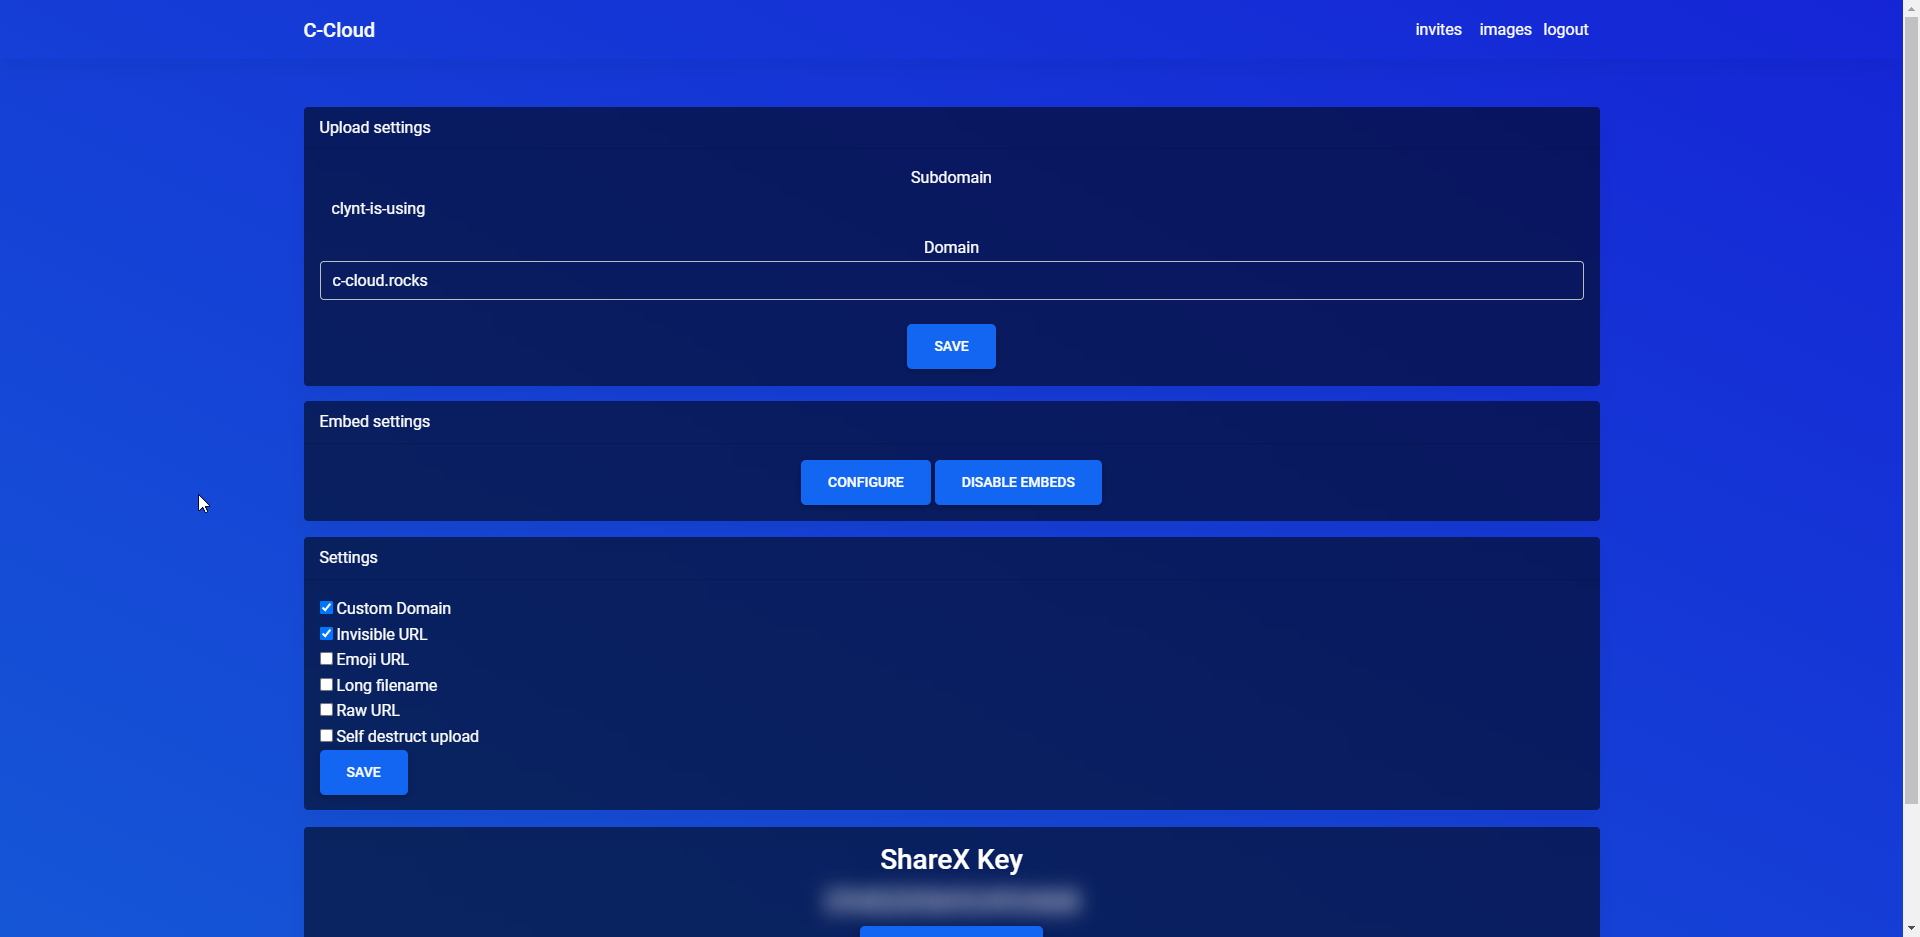 C-Cloud
invites images logout
Upload settings
Subdomain
clynt-is-using
Domain
c-cloud.rocks
SAVE
Embed settings
CONFIGURE DISABLE EMBEDS
Settings
Custom Domain
Invisible URL
Emoji URL
Long filename
Raw URL
Self destruct upload
SAVE
ShareX Key